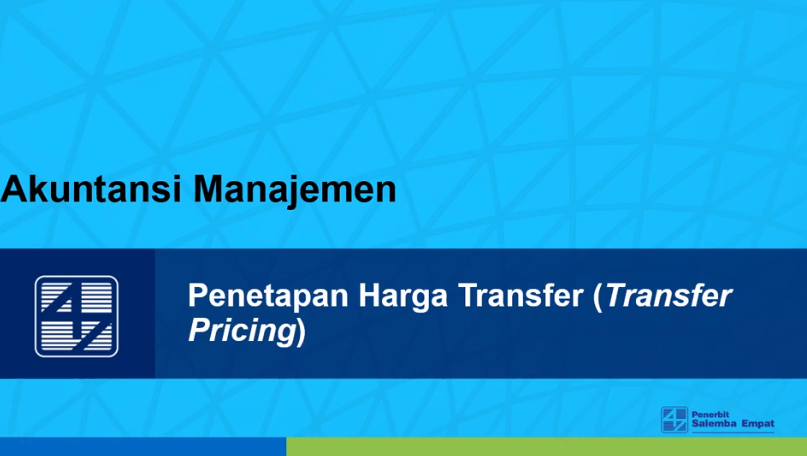 Akuntansi Manajemen
Penetapan Harga Transfer (Transfer
Pricing)
Penerbit
Salemba Empat